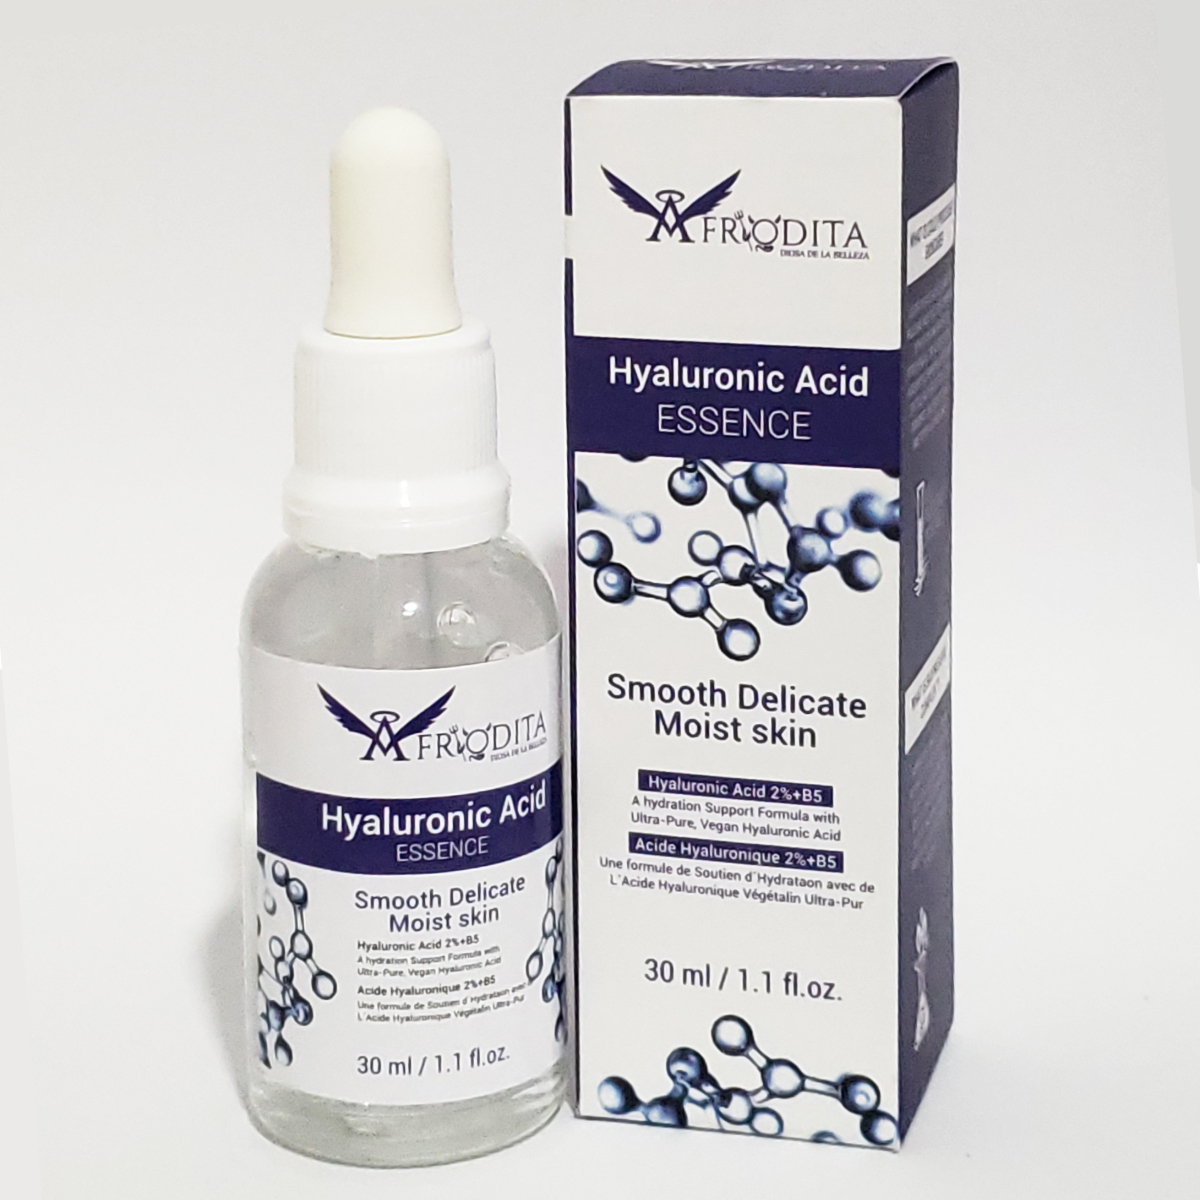 AFRODITA
DIOSA DE LA BELLEZA
Hyaluronic Acid
ESSENCE
Smooth Delicate
Moist skin
Hyaluronic Acid 2%+B5
A hydration Support Formula with
Ultra-Pure, Vegan Hyaluronic Acid
Acide Hyaluronique 2%+B5
Une formule de Soutien d´Hydrataon avec
L´Acide Hyaluronique Végétalin Ultra-Pur
30 ml / 1.1 fl.oz.
AFRODITA
DIOSA DE LA BELLEZA
Hyaluronic Acid
ESSENCE
Smooth Delicate
Moist skin
Hyaluronic Acid 2%+B5
A hydration Support Formula with
Ultra-Pure, Vegan Hyaluronic Acid
Acide Hyaluronique 2%+B5
Une formule de Soutien d´Hydrataon avec de
L´Acide Hyaluronique Végétalin Ultra-Pur
30 ml / 1.1 fl.oz.